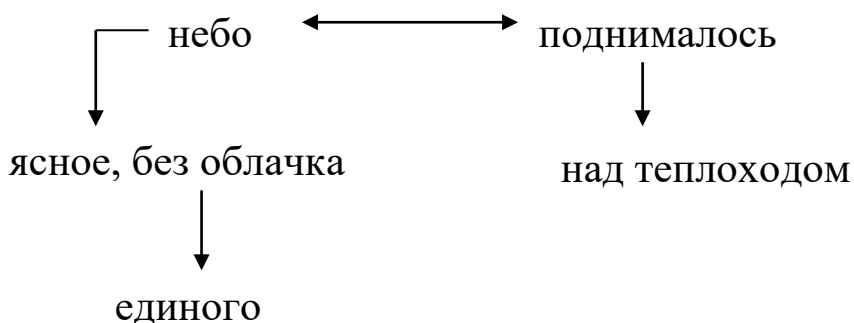 небо поднималось
ясное, без облачка над теплоходом
единого